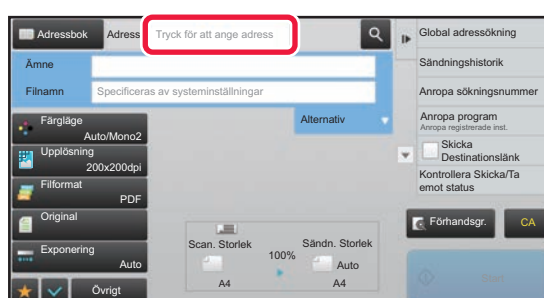 Adressbok
Adress
Tryck för att ange adress
Ämne
Filnamn
Specificeras av systeminställingar
Alternativ
Färgläge
Auto/Mono2
Upplösning
200x200dpi
Filformat
PDF
Original
Exponering
Auto
Övrigt
Scan. Storlek
A4
100%
Sändn. Storlek
Auto
A4
Global adressökning
Sändningshistorik
Anropa sökningsnummer
Anropa program
Anropa registrerade inst.
Skicka
Destinationslänk
Kontrollera Skicka/Ta
emot status
Förhandsgr.
CA
Start